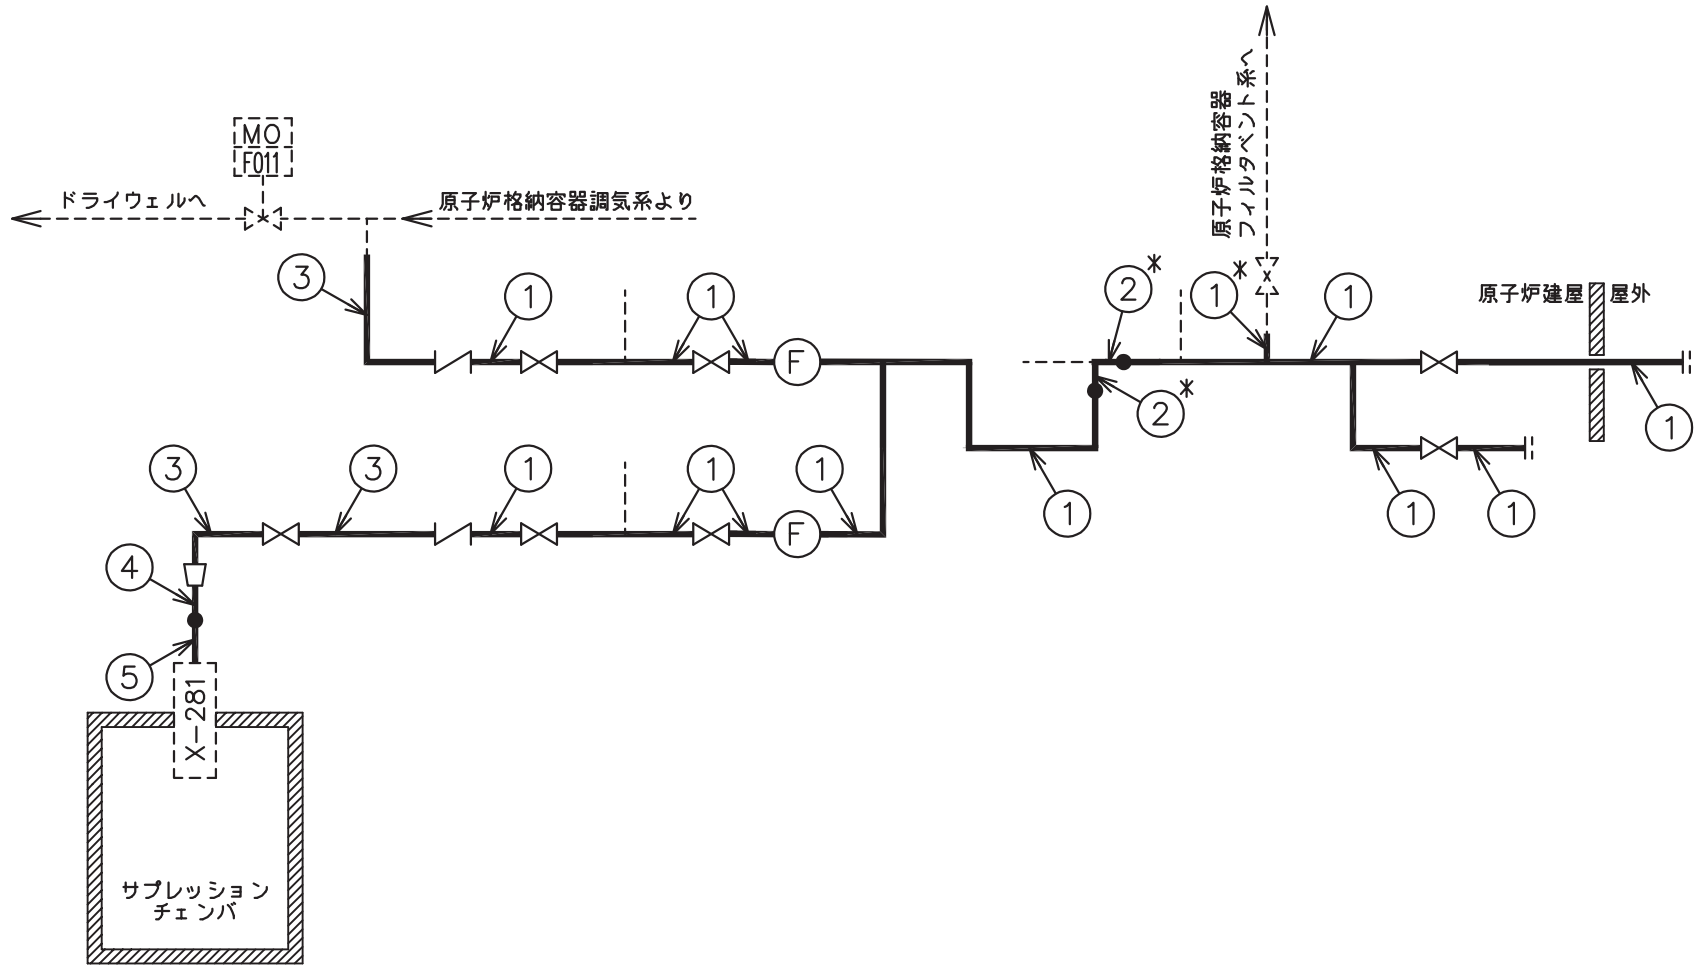 原子炉格納容器
フィルタベント系へ
MO
F011
ドライウェルへ
原子炉格納容器調気系より
3
1
1
F
2*
1*
1
原子炉建屋
屋外
2*
1
3
3
1
1
1
F
1
1
1
4
5
X-281
サプレッション
チェンバ